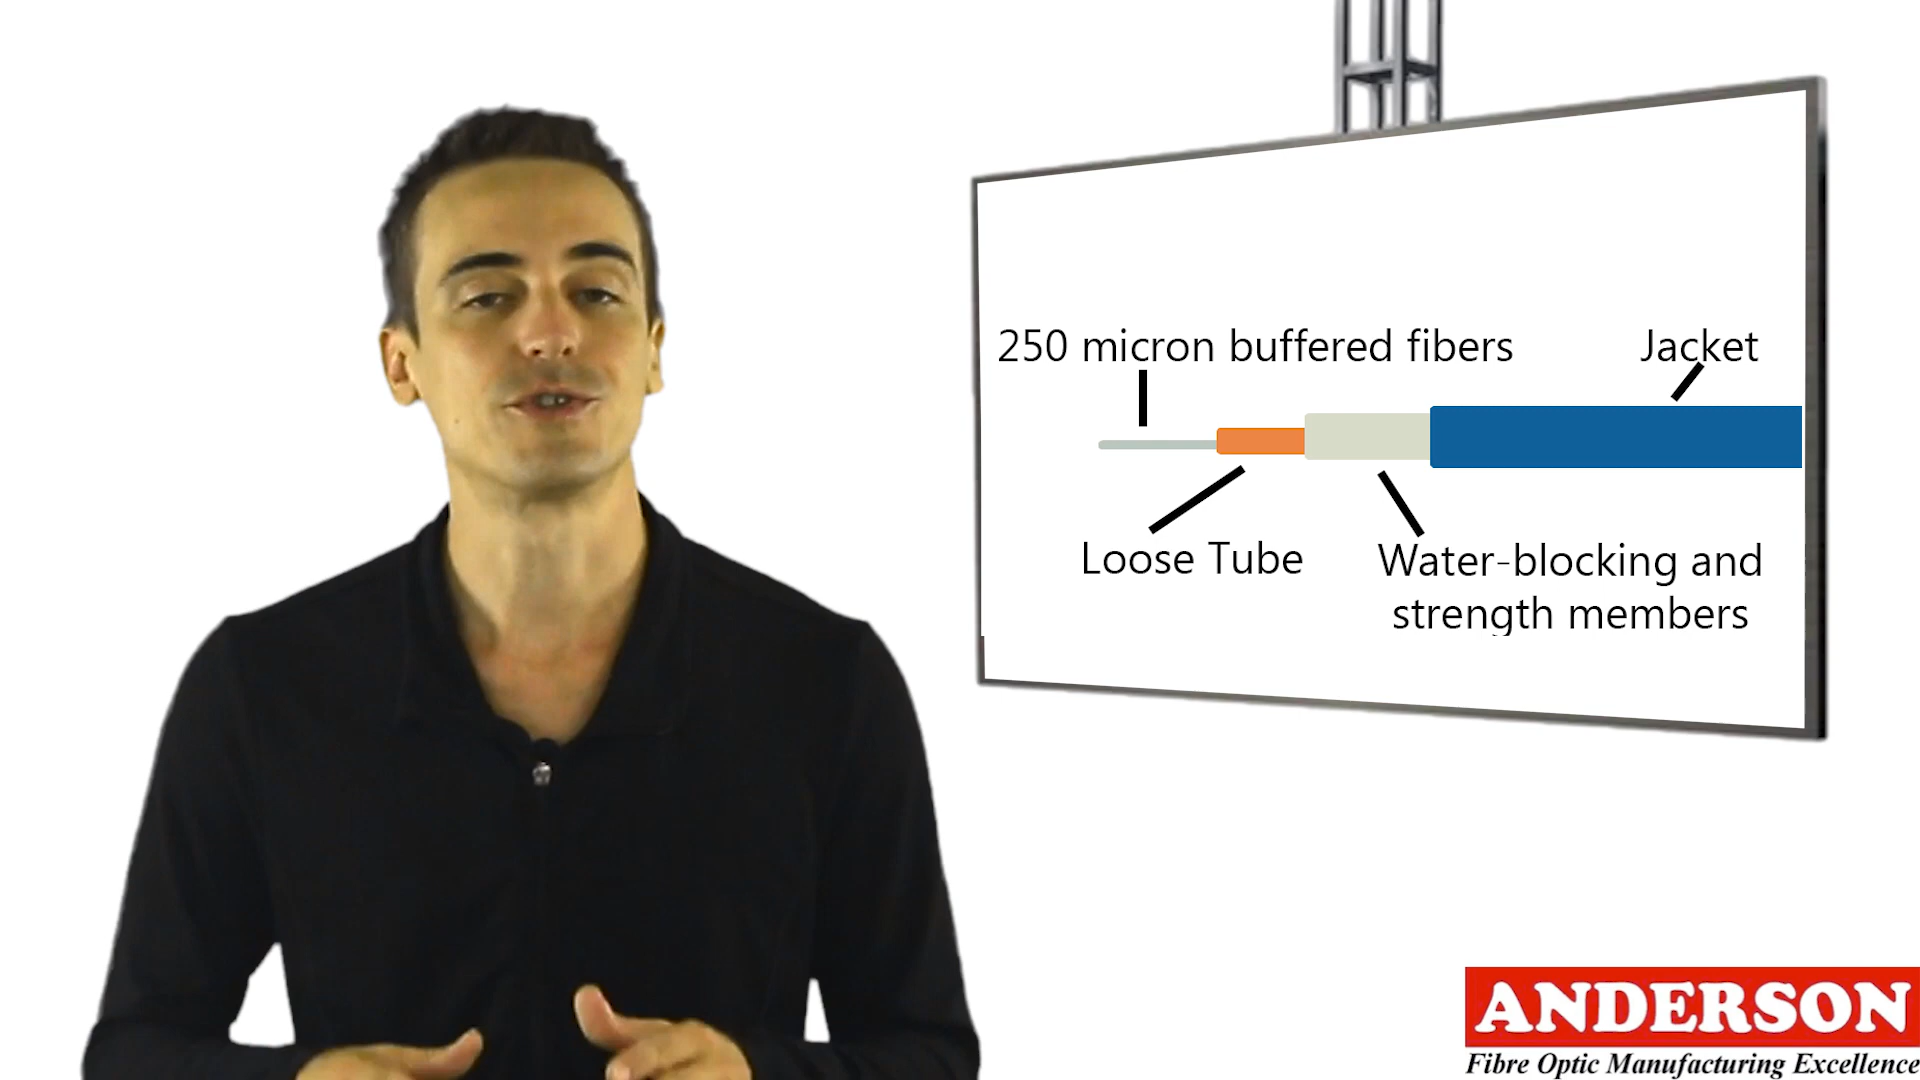 250 micron buffered fibers
Jacket
Loose Tube
Water-blocking and
strength members
ANDERSON
Fibre Optic Manufacturing Excellence